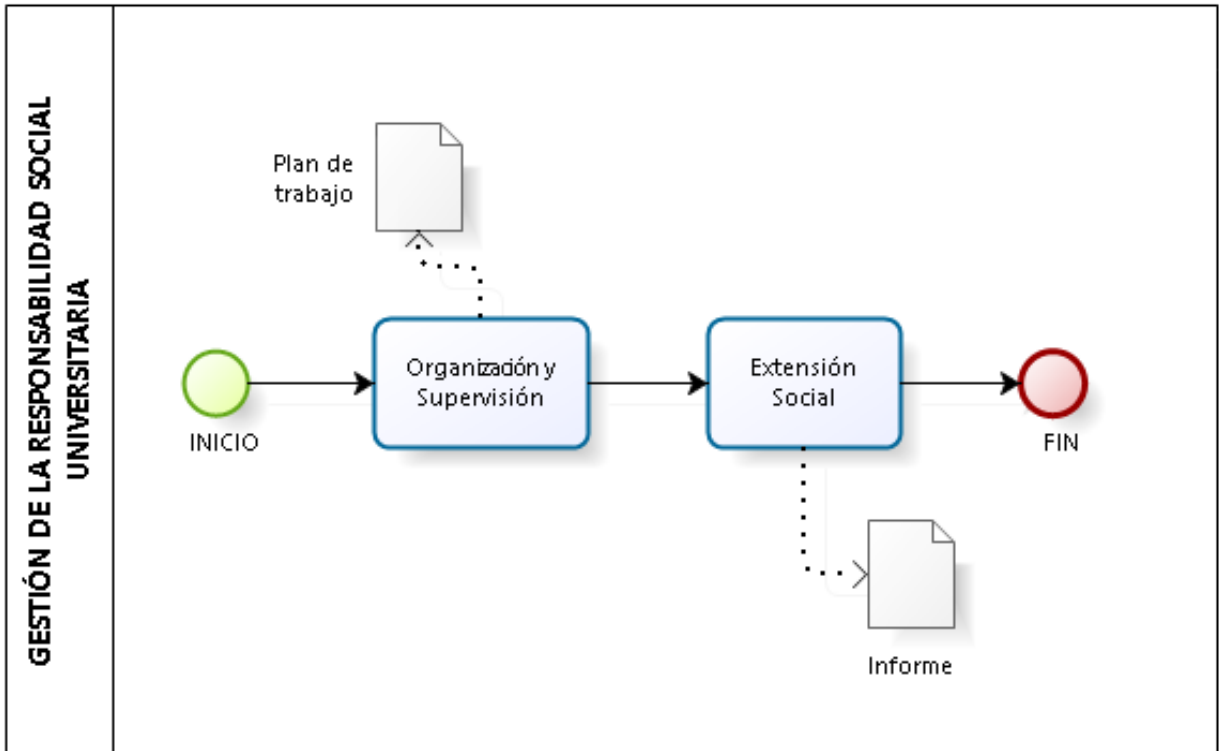 GESTIÓN DE LA RESPONSABILIDAD SOCIAL
UNIVERSITARIA
Plan de
trabajo
INICIO
Organización y
Supervisión
Extensión
Social
FIN
Informe